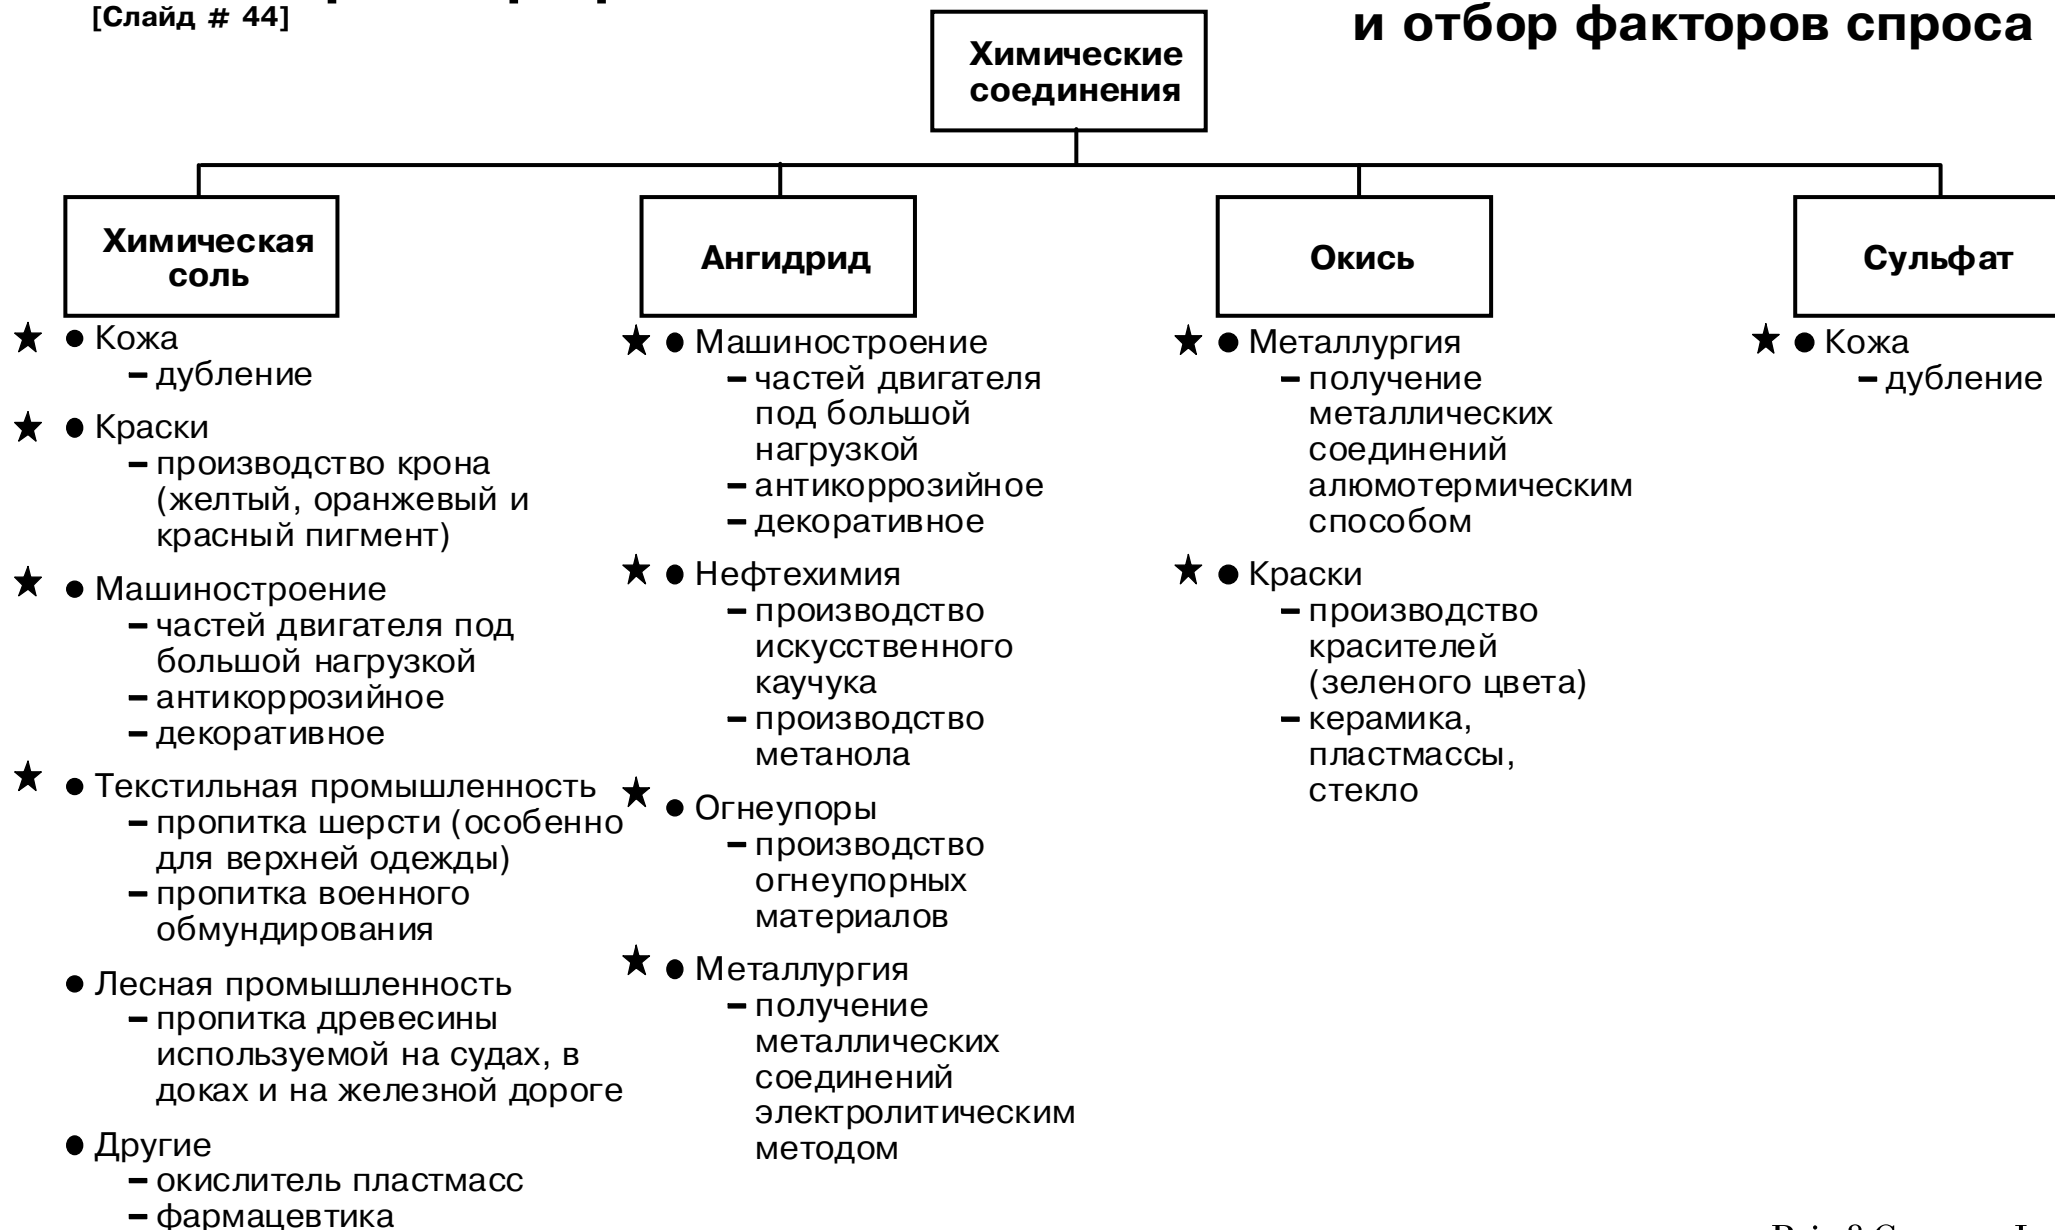 [Слайд # 44]
и отбор факторов спроса
Химические
соединения
Химическая
соль
● Кожа
– дубление
● Краски
– производство крона
(желтый, оранжевый и
красный пигмент)
● Машиностроение
– частей двигателя под
большой нагрузкой
– антикоррозийное
– декоративное
● Текстильная промышленность
– пропитка шерсти (особенно
для верхней одежды)
– пропитка военного
обмундирования
● Лесная промышленность
– пропитка древесины
используемой на судах, в
доках и на железной дороге
● Другие
– окислитель пластмасс
– фармацевтика
Ангидрид
● Машиностроение
– частей двигателя
под большой
нагрузкой
– антикоррозийное
– декоративное
● Нефтехимия
– производство
искусственного
каучука
– производство
метанола
● Огнеупоры
– производство
огнеупорных
материалов
● Металлургия
– получение
металлических
соединений
электролитическим
методом
Окись
● Металлургия
– получение
металлических
соединений
алюмотермическим
способом
● Краски
– производство
красителей
(зеленого цвета)
– керамика,
пластмассы,
стекло
Сульфат
● Кожа
– дубление